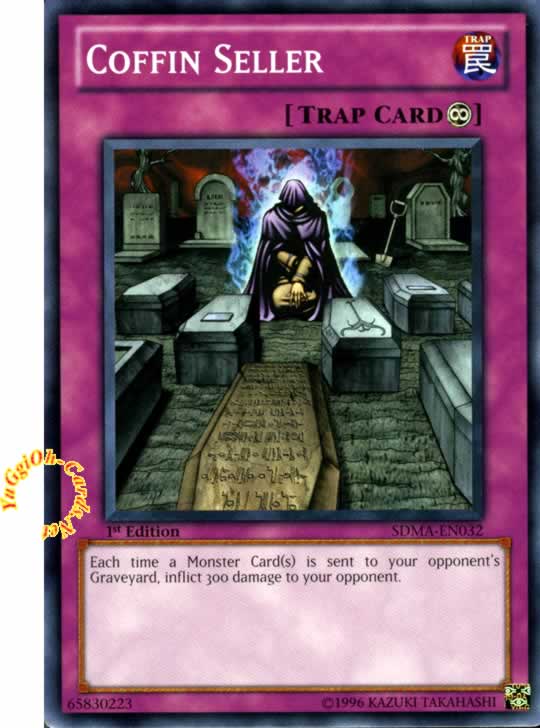 COFFIN SELLER
TRAP
罠
[TRAP CARD♾]
YuGgiOh-Cards.Net
1st Edition
SDMA-EN032
Each time a Monster Card(s) is sent to your opponent's
Graveyard, inflict 300 damage to your opponent.
65830223
©1996 KAZUKI TAKAHASHI